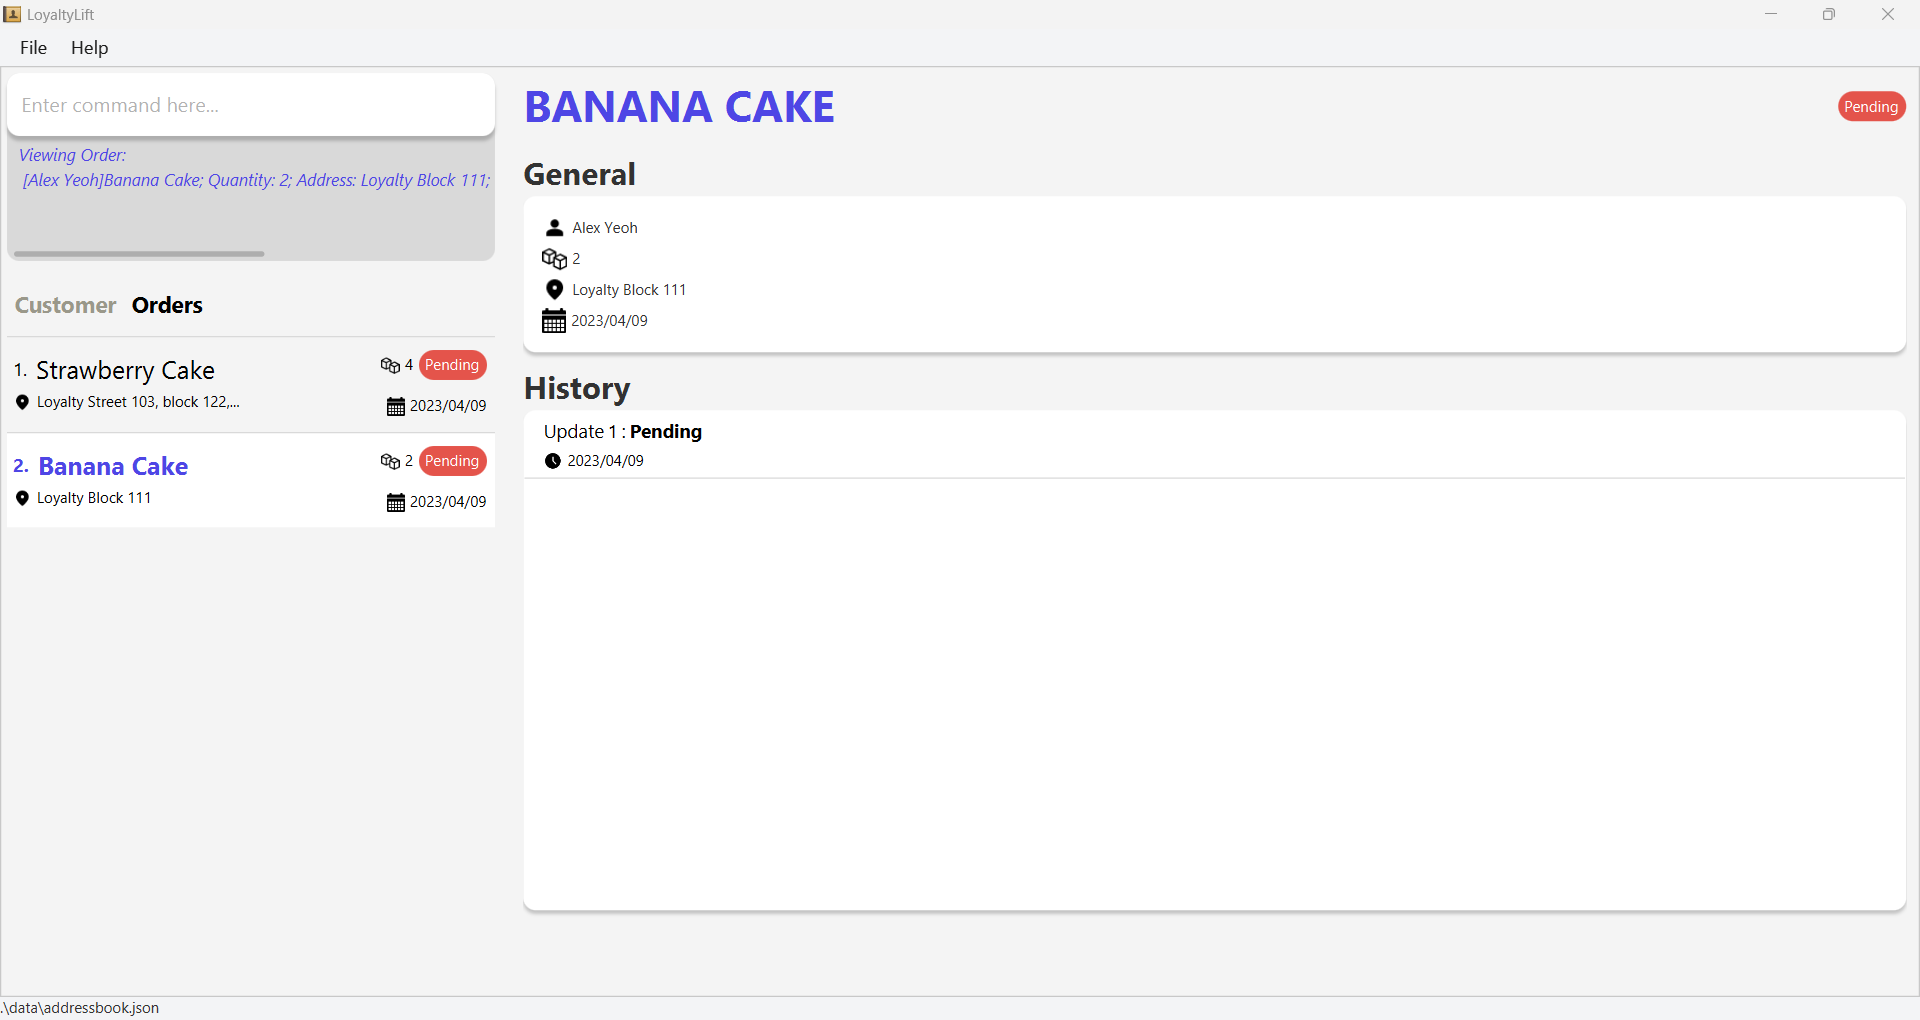 LoyaltyLift
File Help
Enter command here...
Viewing Order:
[Alex Yeoh]Banana Cake; Quantity: 2; Address: Loyalty Block 111;
Customer Orders
1. Strawberry Cake 4 Pending
Loyalty Street 103, block 122,... 2023/04/09
2. Banana Cake 2 Pending
Loyalty Block 111 2023/04/09
BANANA CAKE Pending
General
Alex Yeoh
2
Loyalty Block 111
2023/04/09
History
Update 1 : Pending
2023/04/09
.\data\addressbook.json